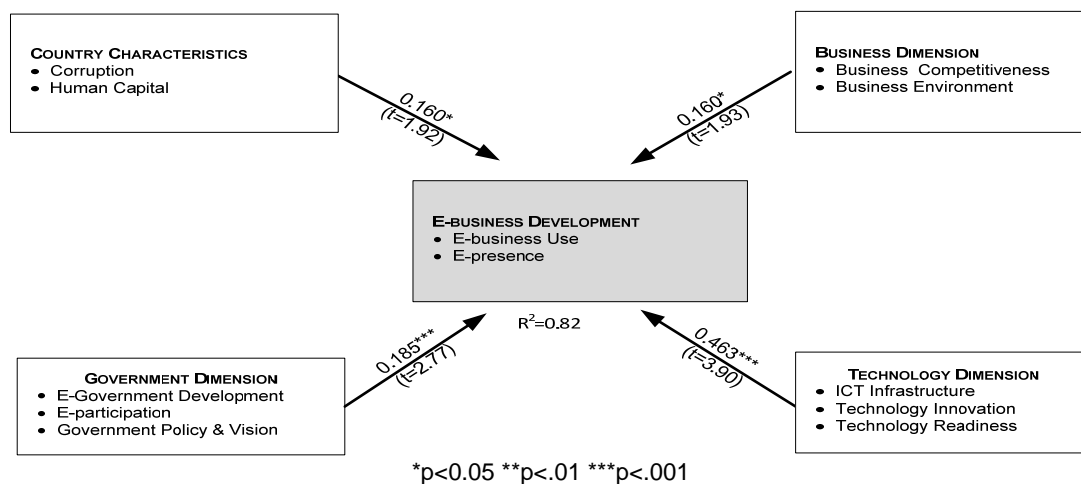 COUNTRY CHARACTERISTICS
• Corruption
• Human Capital
BUSINESS DIMENSION
• Business Competitiveness
• Business Environment
0.160*
(t=1.92)
0.160*
(t=1.93)
E-BUSINESS DEVELOPMENT
• E-business Use
• E-presence
R²=0.82
0.185***
(t=2.77)
0.463***
(t=3.90)
GOVERNMENT DIMENSION
• E-Government Development
• E-participation
• Government Policy & Vision
TECHNOLOGY DIMENSION
• ICT Infrastructure
• Technology Innovation
• Technology Readiness
*p<0.05 **p<.01 ***p<.001